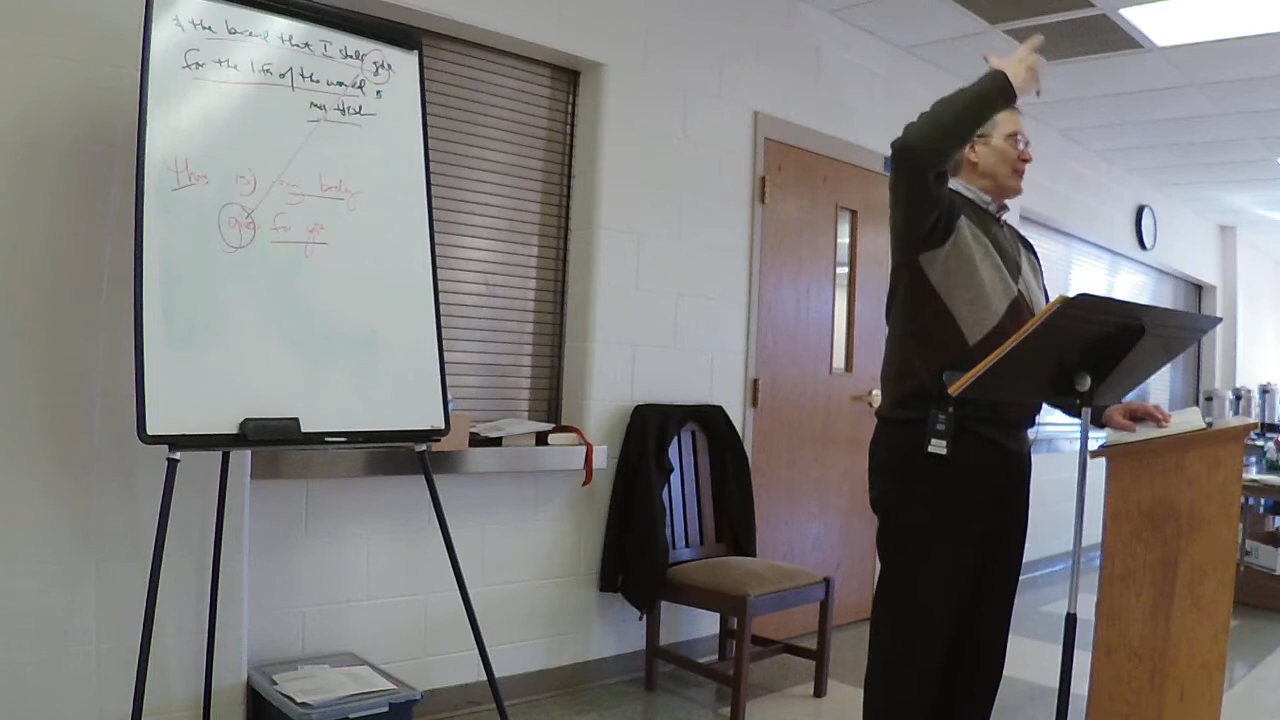 & the bread that I shall give
for the life of the world is
my flesh
This is my body
given for you